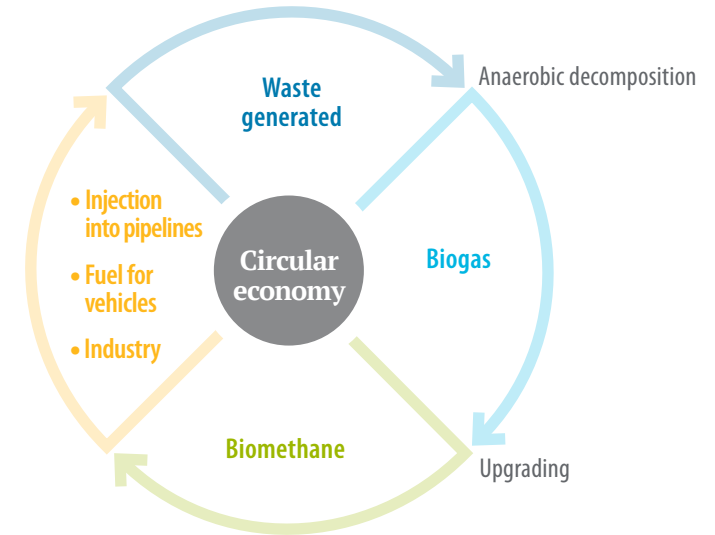 Waste
generated
Anaerobic decomposition
Biogas
Upgrading
Biomethane
• Injection
into pipelines
• Fuel for
vehicles
• Industry
Circular
economy